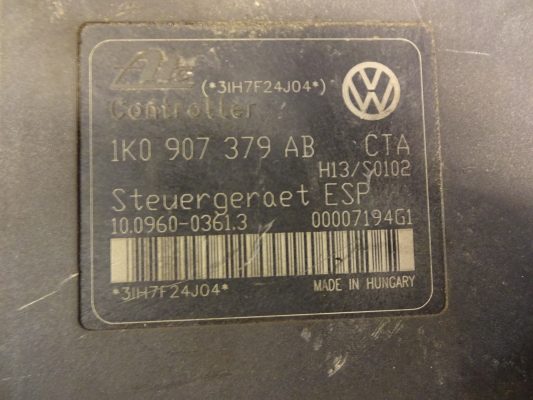 Ate (*3IH7F24J04*)
Controller
1K0 907 379 AB CTA
H13/S0102
Steuergeraet ESP
10.0960-0361.3 00007194G1
*3IH7F24J04* MADE IN HUNGARY